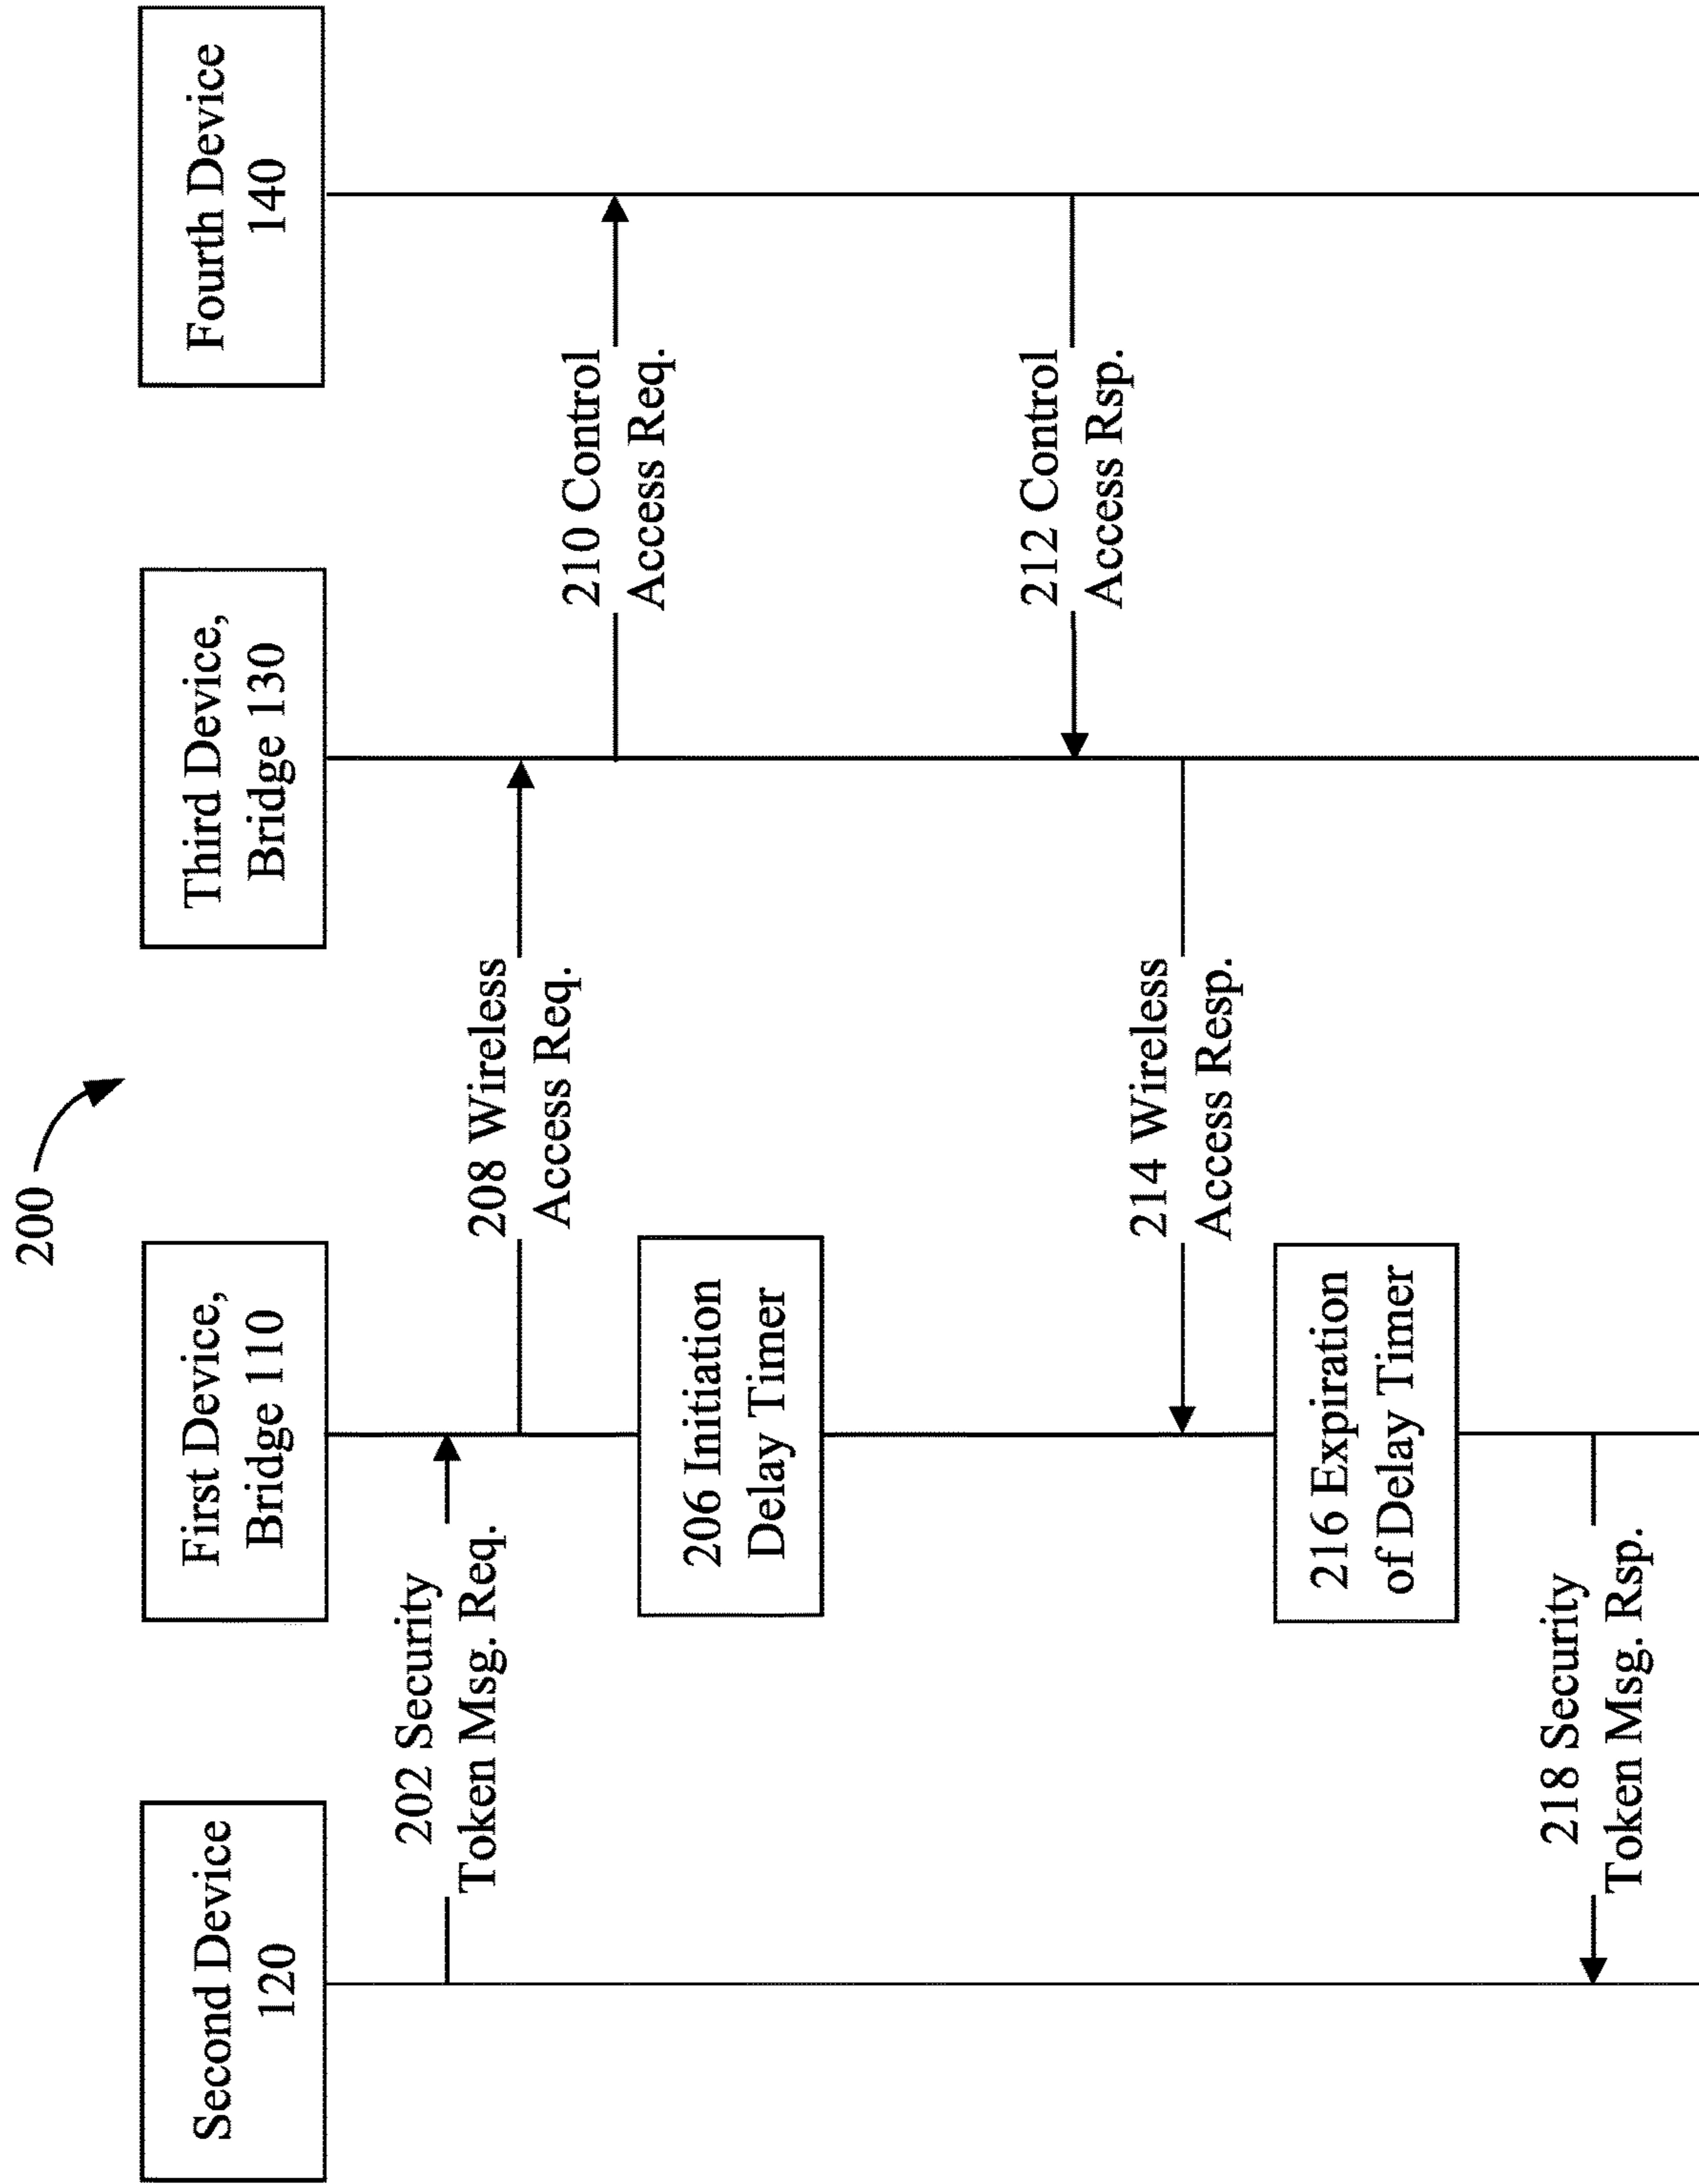 200
Second Device
120
First Device,
Bridge 110
Third Device,
Bridge 130
Fourth Device
140
202 Security
Token Msg. Req.
208 Wireless
Access Req.
210 Control
Access Req.
206 Initiation
Delay Timer
212 Control
Access Rsp.
214 Wireless
Access Resp.
216 Expiration
of Delay Timer
218 Security
Token Msg. Rsp.